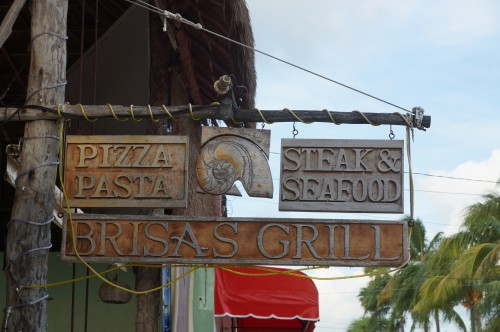 PIZZA
PASTA
STEAK &
SEAFOOD
BRISAS GRILL